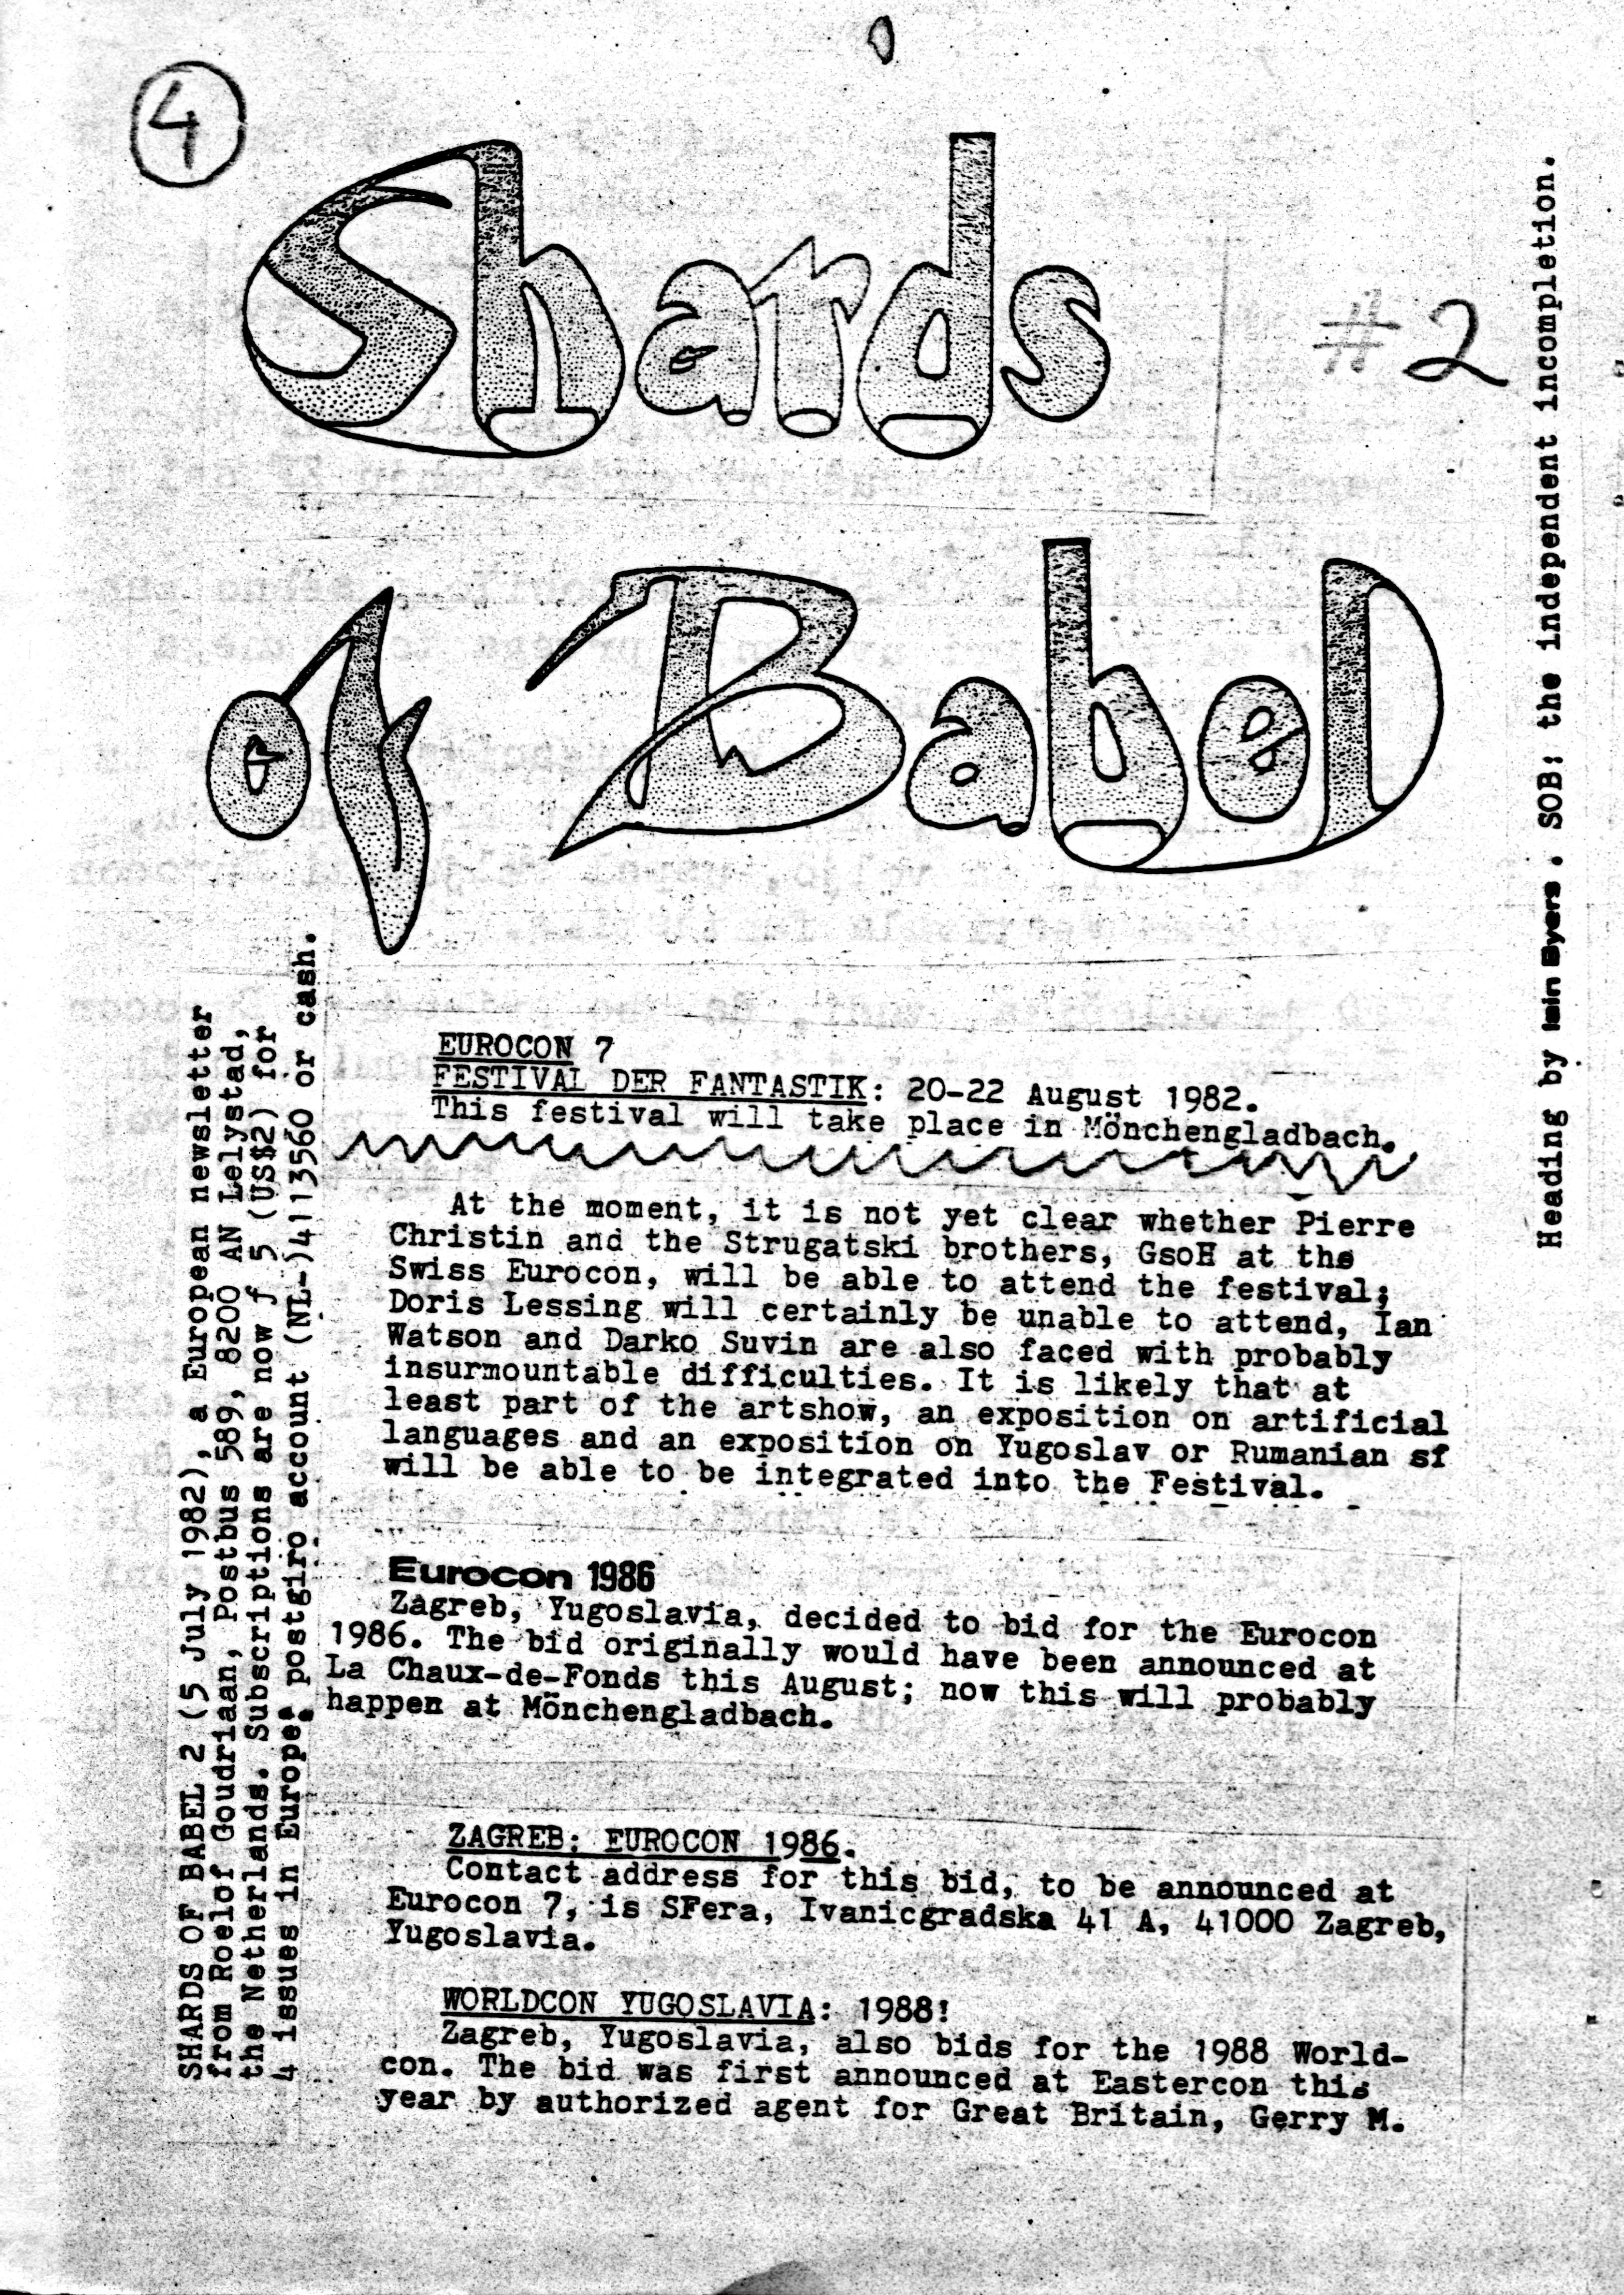 4
Shards
#2
of Babel
Heading by Iain Byers . SOB: the independent incompletion.
SHARDS OF BABEL 2 (5 July 1982), a European newsletter
from Roelof Goudriaan, Postbus 589, 8200 AN Lelystad,
the Netherlands. Subscriptions are now ƒ 5 (US$2) for
4 issues in Europe. postgiro account (NL-)4113560 or cash.
EUROCON 7
FESTIVAL DER FANTASTIK: 20-22 August 1982.
This festival will take place in Mönchengladbach.
At the moment, it is not yet clear whether Pierre
Christin and the Strugatski brothers, GsoH at the
Swiss Eurocon, will be able to attend the festival;
Doris Lessing will certainly be unable to attend, Ian
Watson and Darko Suvin are also faced with probably
insurmountable difficulties. It is likely that at
least part of the artshow, an exposition on artificial
languages and an exposition on Yugoslav or Rumanian sf
will be able to be integrated into the Festival.
Eurocon 1986
Zagreb, Yugoslavia, decided to bid for the Eurocon
1986. The bid originally would have been announced at
La Chaux-de-Fonds this August; now this will probably
happen at Mönchengladbach.
ZAGREB: EUROCON 1986.
Contact address for this bid, to be announced at
Eurocon 7, is SFera, Ivanicgradska 41 A, 41000 Zagreb,
Yugoslavia.
WORLDCON YUGOSLAVIA: 1988!
Zagreb, Yugoslavia, also bids for the 1988 World-
con. The bid was first announced at Eastercon this
year by authorized agent for Great Britain, Gerry M.